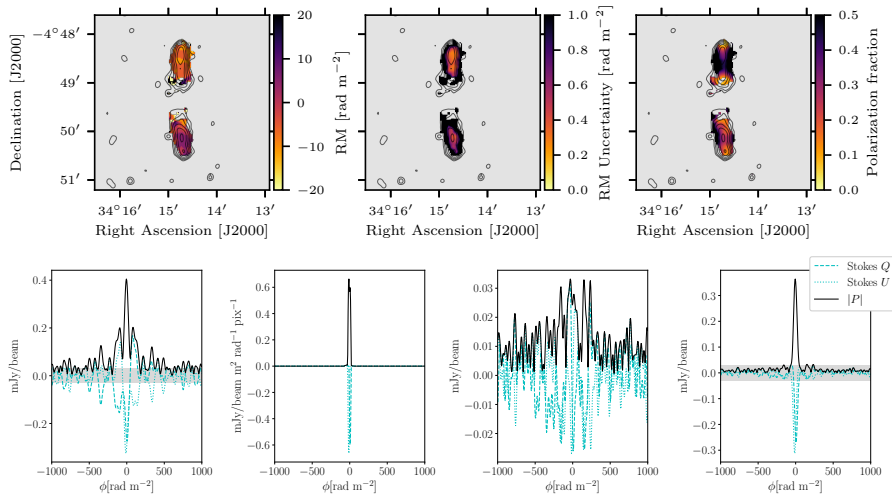 Declination [J2000]
−4°48′
49′
50′
51′
34°16′ 15′ 14′ 13′
Right Ascension [J2000]
20
10
0
−10
−20
RM [rad m−2]
34°16′ 15′ 14′ 13′
Right Ascension [J2000]
1.0
0.8
0.6
0.4
0.2
0.0
RM Uncertainty [rad m−2]
34°16′ 15′ 14′ 13′
Right Ascension [J2000]
0.5
0.4
0.3
0.2
0.1
0.0
Polarization fraction
mJy/beam
0.4
0.2
0.0
−0.2
−1000 −500 0 500 1000
ϕ[rad m−2]
mJy/beam m2 rad−1 pix−1
0.6
0.4
0.2
0.0
−0.2
−0.4
−0.6
−1000 −500 0 500 1000
ϕ[rad m−2]
mJy/beam
0.03
0.02
0.01
0.00
−0.01
−0.02
−1000 −500 0 500 1000
ϕ[rad m−2]
mJy/beam
0.3
0.2
0.1
0.0
−0.1
−0.2
−0.3
−1000 −500 0 500 1000
ϕ[rad m−2]
Stokes Q
Stokes U
|P|